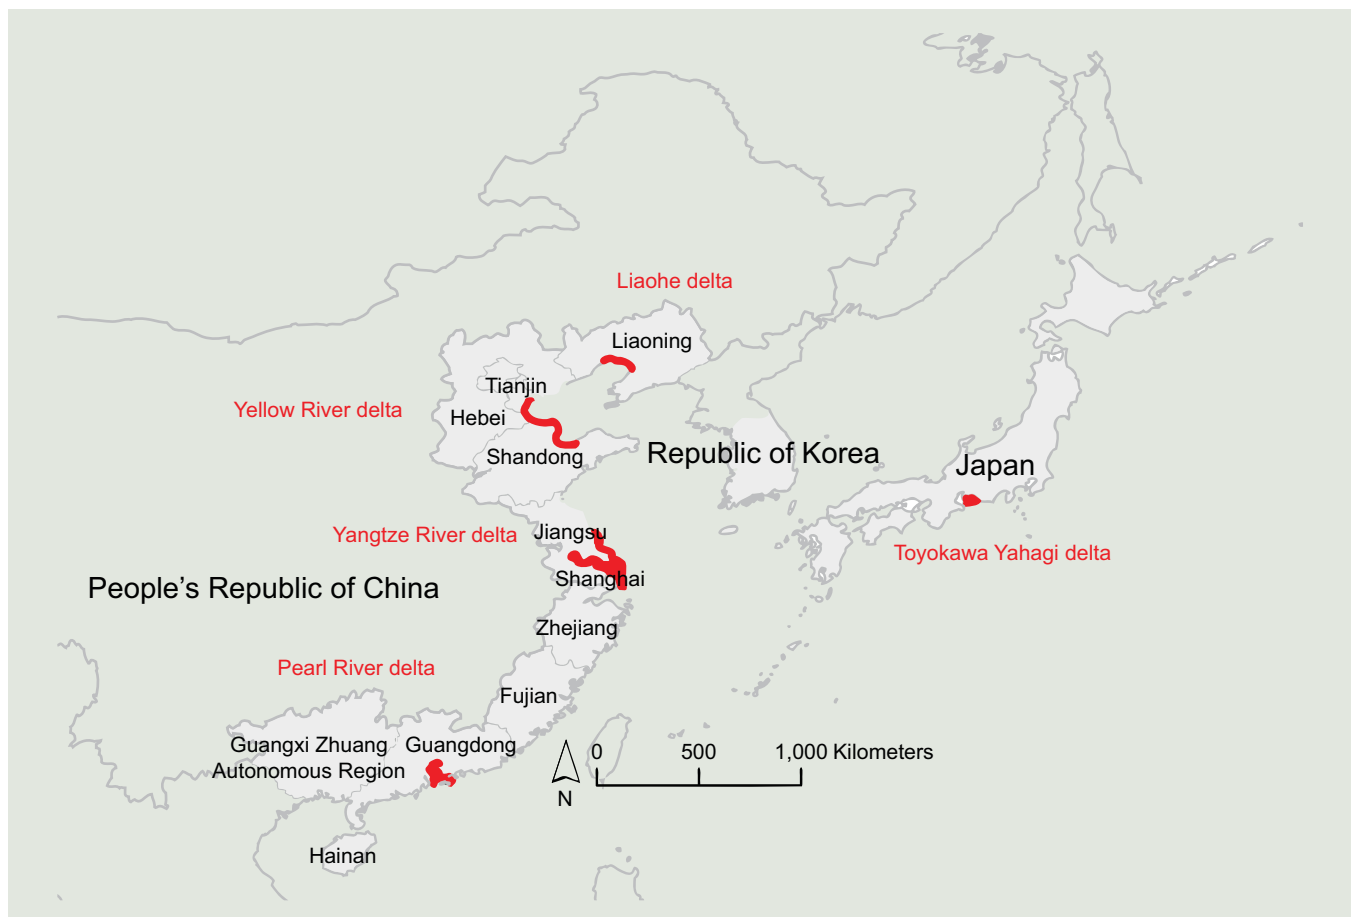 Liaohe delta
Liaoning
Tianjin
Yellow River delta
Hebei
Shandong
Republic of Korea
Japan
Yangtze River delta
Jiangsu
Toyokawa Yahagi delta
Shanghai
People’s Republic of China
Zhejiang
Pearl River delta
Fujian
Guangxi Zhuang
Autonomous Region
Guangdong
0 500 1,000 Kilometers
N
Hainan